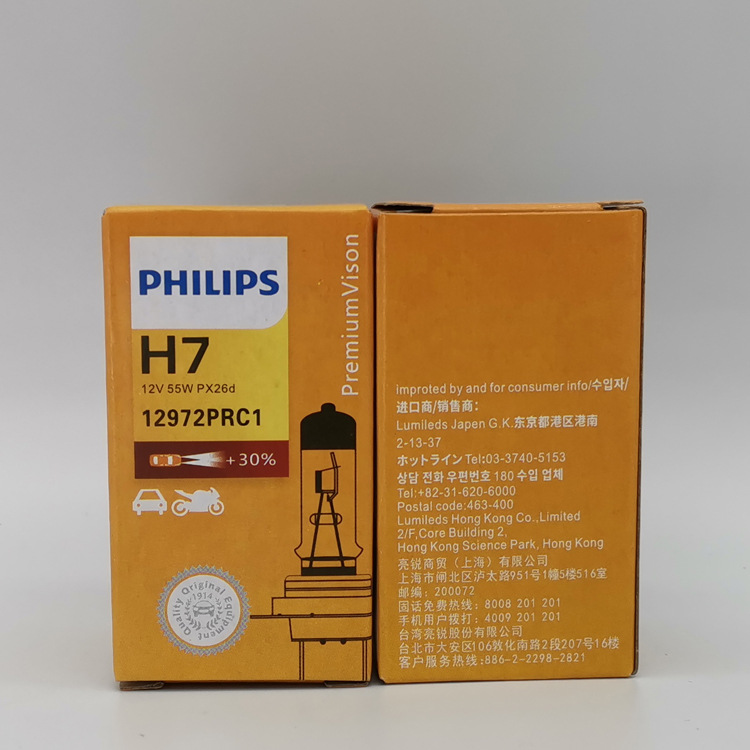 PHILIPS
H7
12V 55W PX26d
12972PRC1
+30%
PremiumVison
Quality Original Equipment
1914
improted by and for consumer info/수입자/
进口商/销售商:
Lumileds Japen G.K.东京都港区港南
2-13-37
ホットライン Tel:03-3740-5153
상담 전화 우편번호 180 수입 업체
Tel:+82-31-620-6000
Postal code:463-400
Lumileds Hong Kong Co.,Limited
2/F,Core Building 2,
Hong Kong Science Park, Hong Kong
亮锐商贸（上海）有限公司
上海市闸北区泸太路951号1幢5楼516室
邮编: 200072
固话免费热线: 8008 201 201
手机用户拨打: 4009 201 201
台湾亮锐股份有限公司
台北市大安区106敦化南路2段207号16楼
客户服务热线:886-2-2298-2821